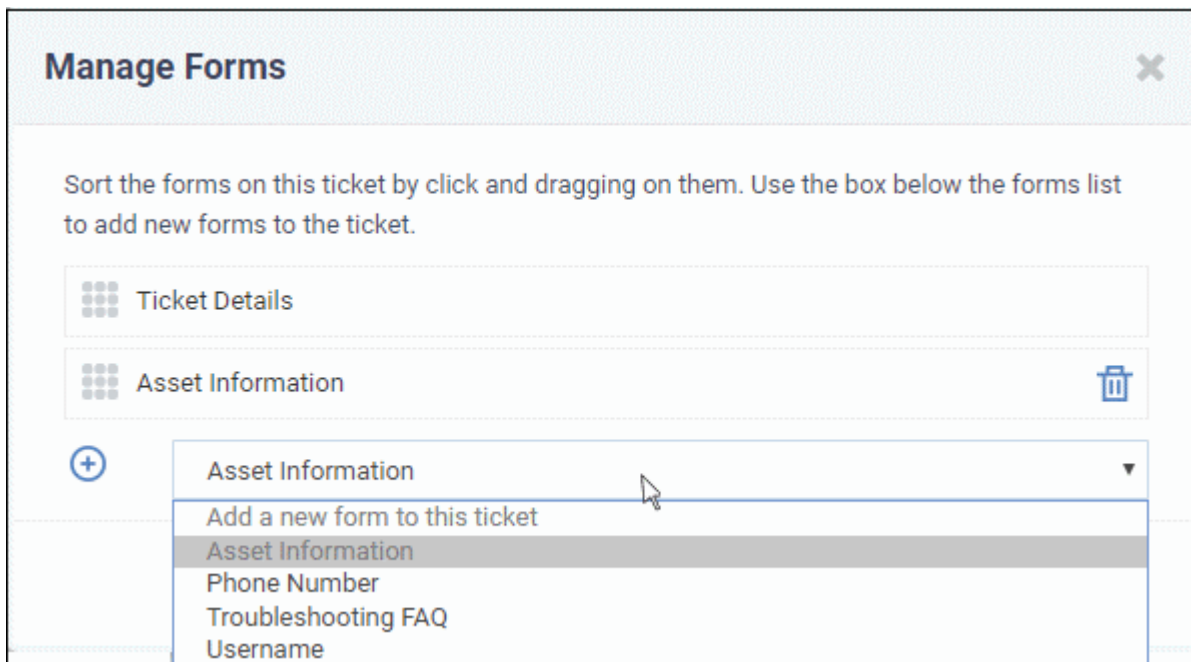 Manage Forms
Sort the forms on this ticket by click and dragging on them. Use the box below the forms list
to add new forms to the ticket.
Ticket Details
Asset Information
Asset Information
Add a new form to this ticket
Asset Information
Phone Number
Troubleshooting FAQ
Username